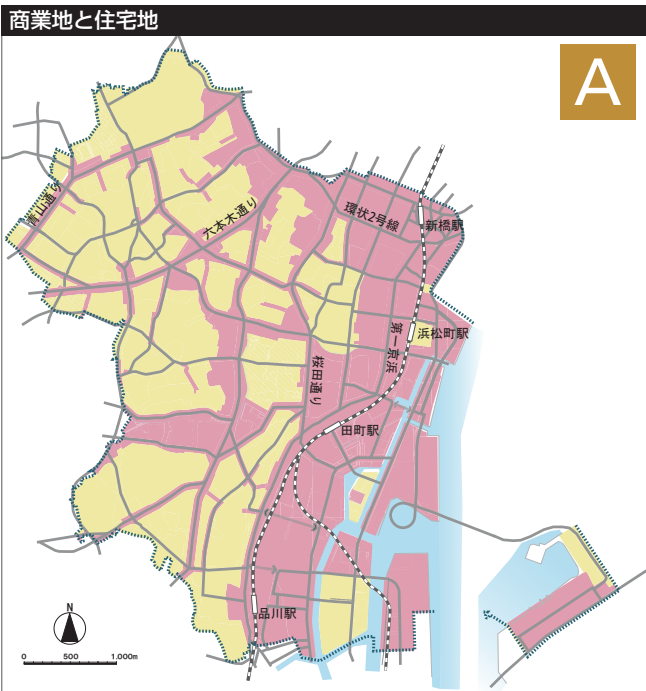 商業地と住宅地
A
青山通り
六本木通り
環状2号線
新橋駅
浜松町駅
第一京浜
桜田通り
田町駅
品川駅
N
0 500 1,000m